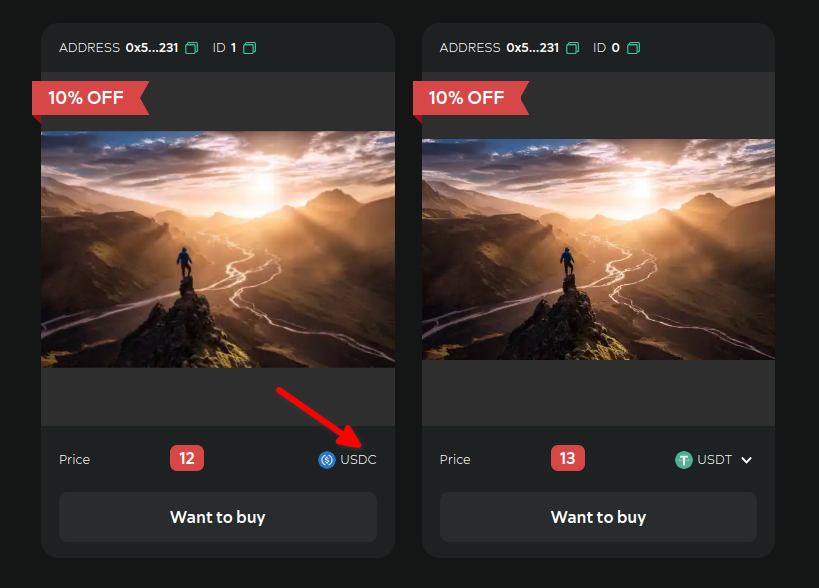 ADDRESS 0x5...231 ID 1
10% OFF
Price 12 USDC
Want to buy
ADDRESS 0x5...231 ID 0
10% OFF
Price 13 USDT
Want to buy